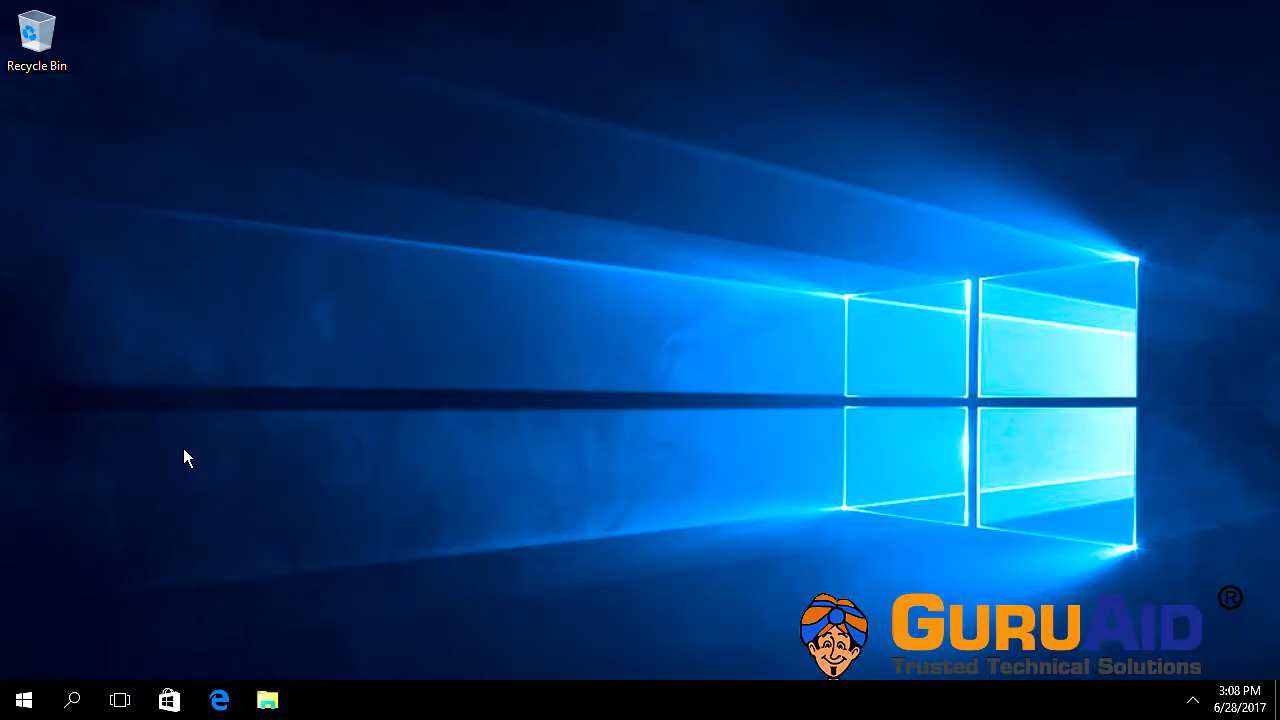 Recycle Bin
GURUAID ®
Trusted Technical Solutions
3:08 PM
6/28/2017